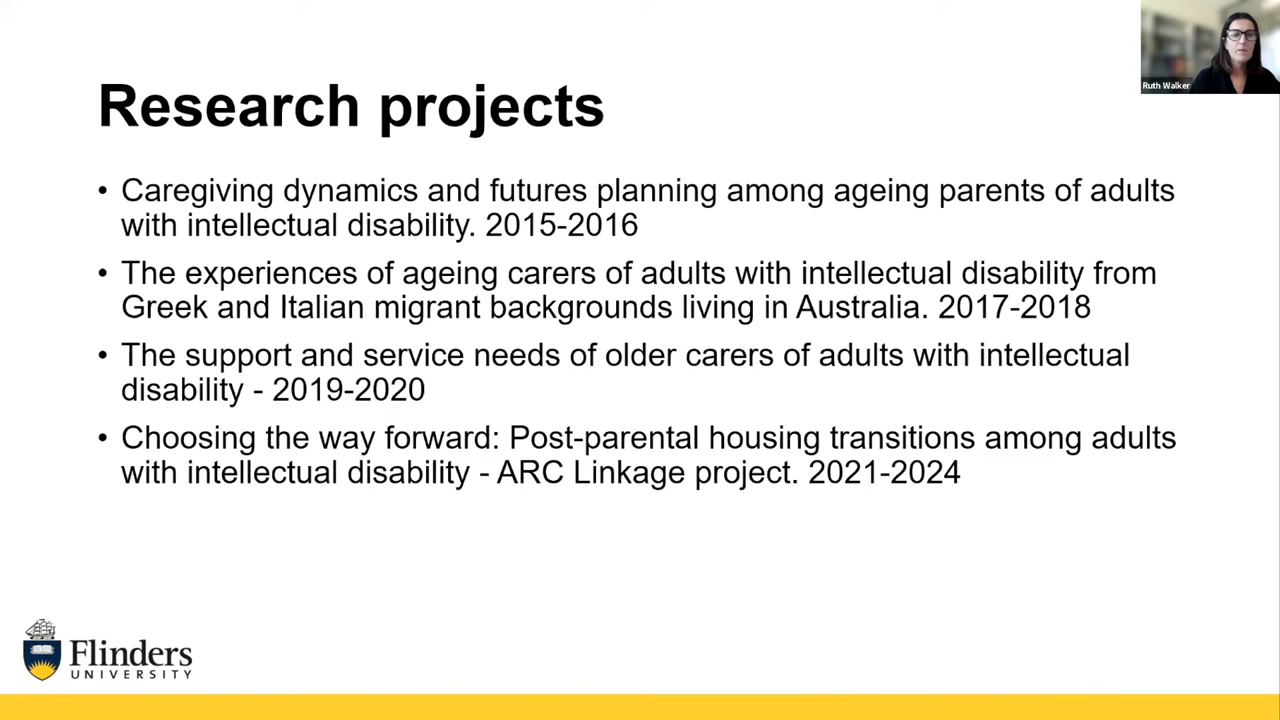 Ruth Walker
Research projects
• Caregiving dynamics and futures planning among ageing parents of adults
with intellectual disability. 2015-2016
• The experiences of ageing carers of adults with intellectual disability from
Greek and Italian migrant backgrounds living in Australia. 2017-2018
• The support and service needs of older carers of adults with intellectual
disability - 2019-2020
• Choosing the way forward: Post-parental housing transitions among adults
with intellectual disability - ARC Linkage project. 2021-2024
Flinders
UNIVERSITY